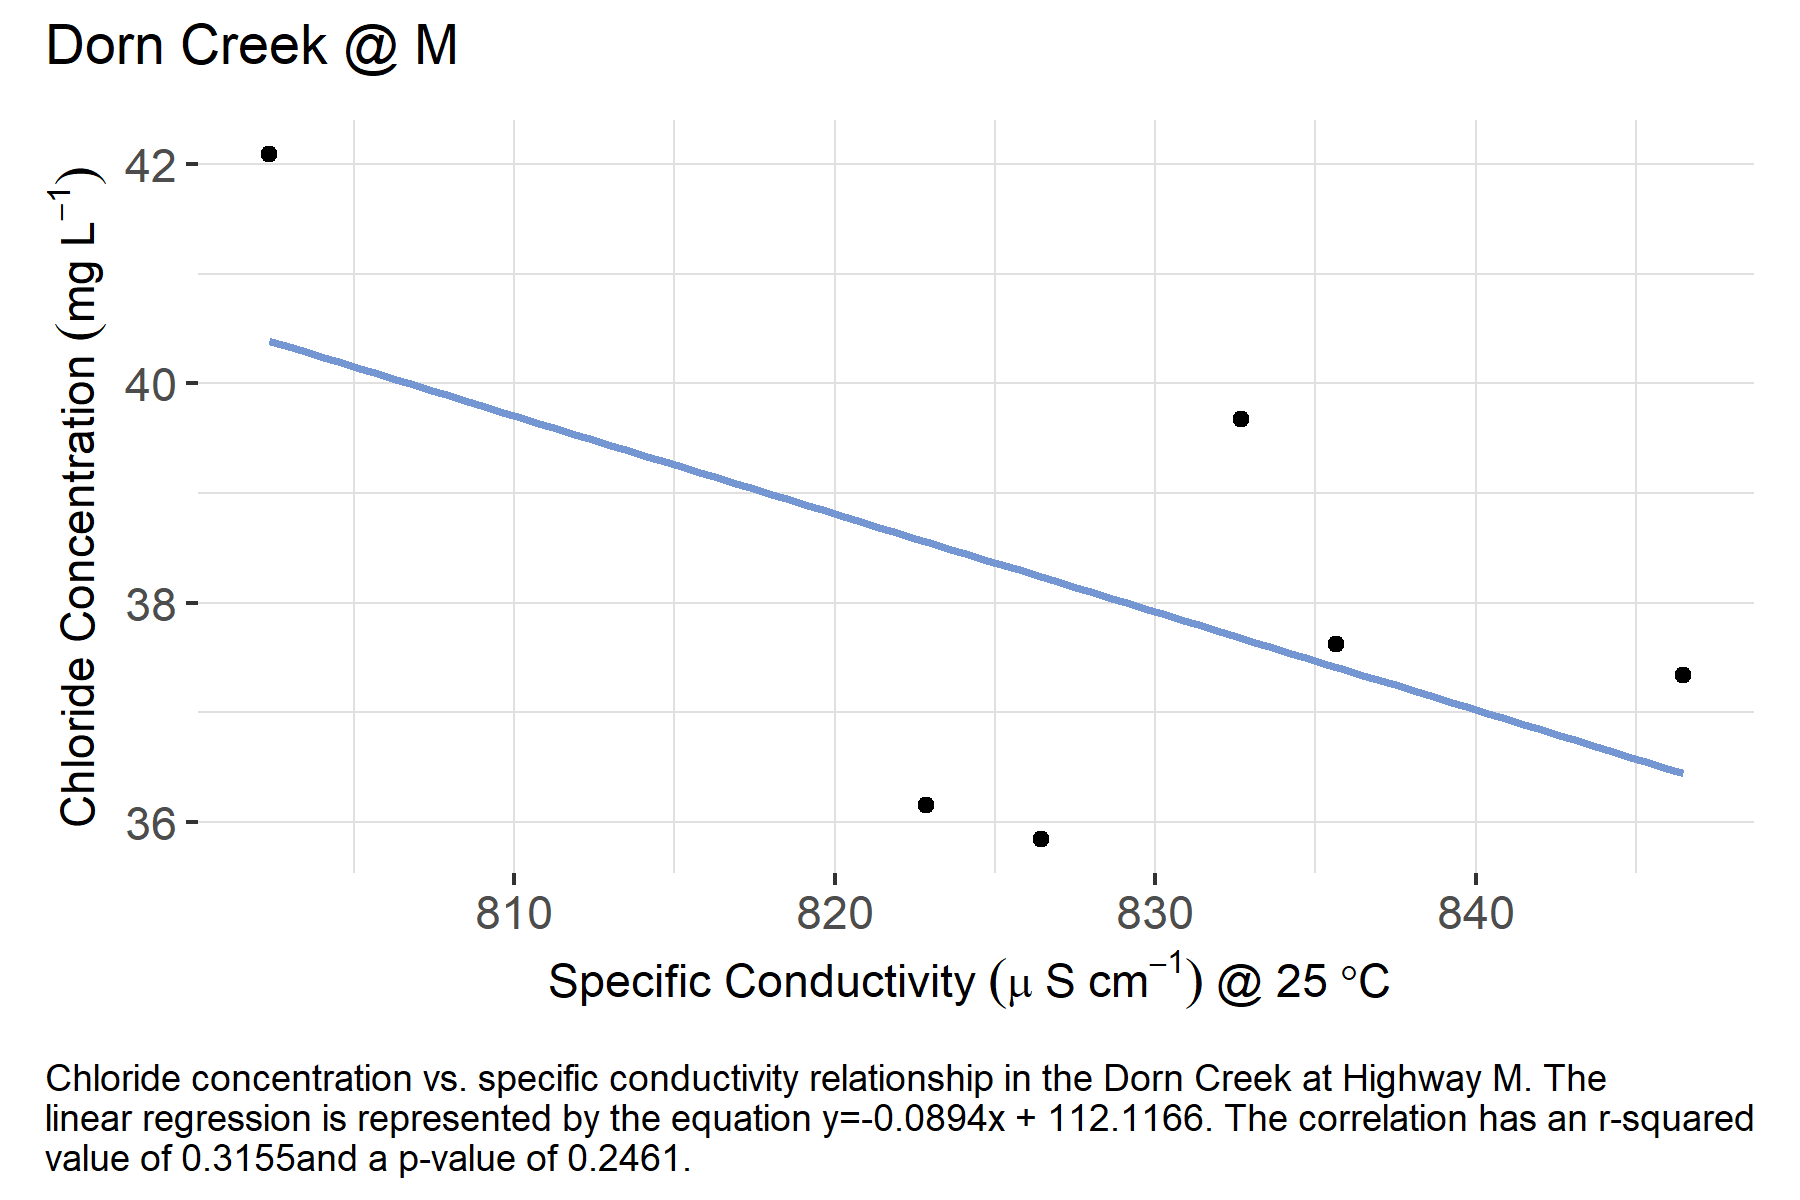 Dorn Creek @ M
Chloride Concentration (mg L⁻¹)
42
40
38
36
810 820 830 840
Specific Conductivity (μ S cm⁻¹) @ 25 °C
Chloride concentration vs. specific conductivity relationship in the Dorn Creek at Highway M. The
linear regression is represented by the equation y=-0.0894x + 112.1166. The correlation has an r-squared
value of 0.3155and a p-value of 0.2461.